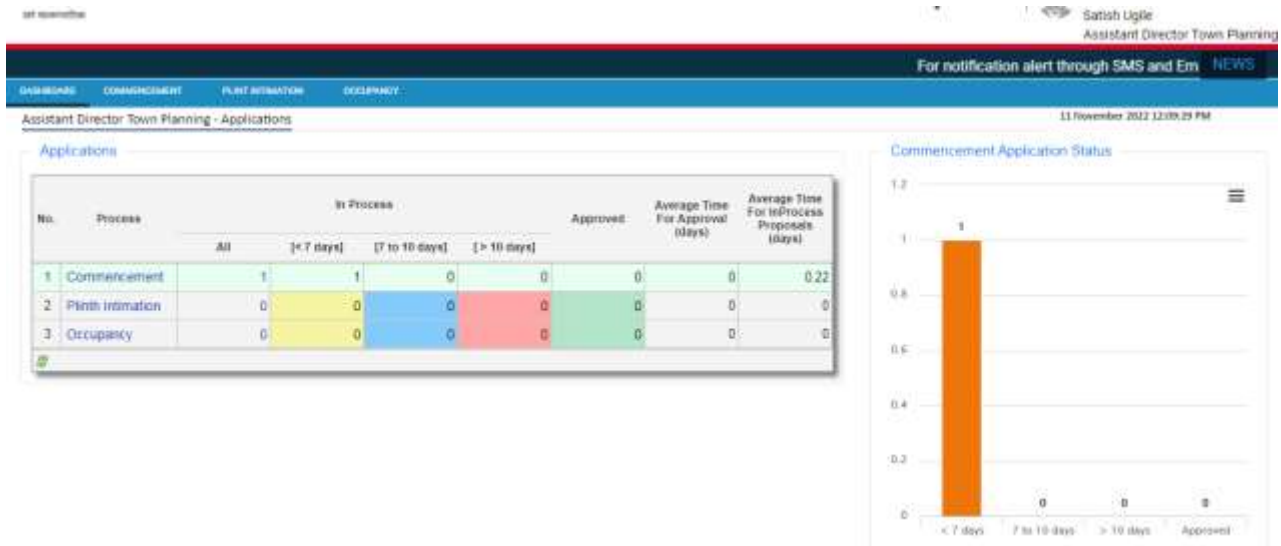 Satish Ugile
Assistant Director Town Planning
For notification alert through SMS and Em NEWS
DASHBOARD COMMENCEMENT PLINT INTIMATION OCCUPANCY
Assistant Director Town Planning - Applications
11 November 2022 12:09:29 PM
Applications
No. Process In Process Approved Average Time For Approval (days) Average Time For InProcess Proposals (days)
All [< 7 days] [7 to 10 days] [ > 10 days]
1 Commencement 1 1 0 0 0 0 0.22
2 Plinth intimation 0 0 0 0 0 0 0
3 Occupancy 0 0 0 0 0 0 0
Commencement Application Status
1.2
1
0.8
0.6
0.4
0.2
0
1 0 0 0
< 7 days 7 to 10 days > 10 days Approved